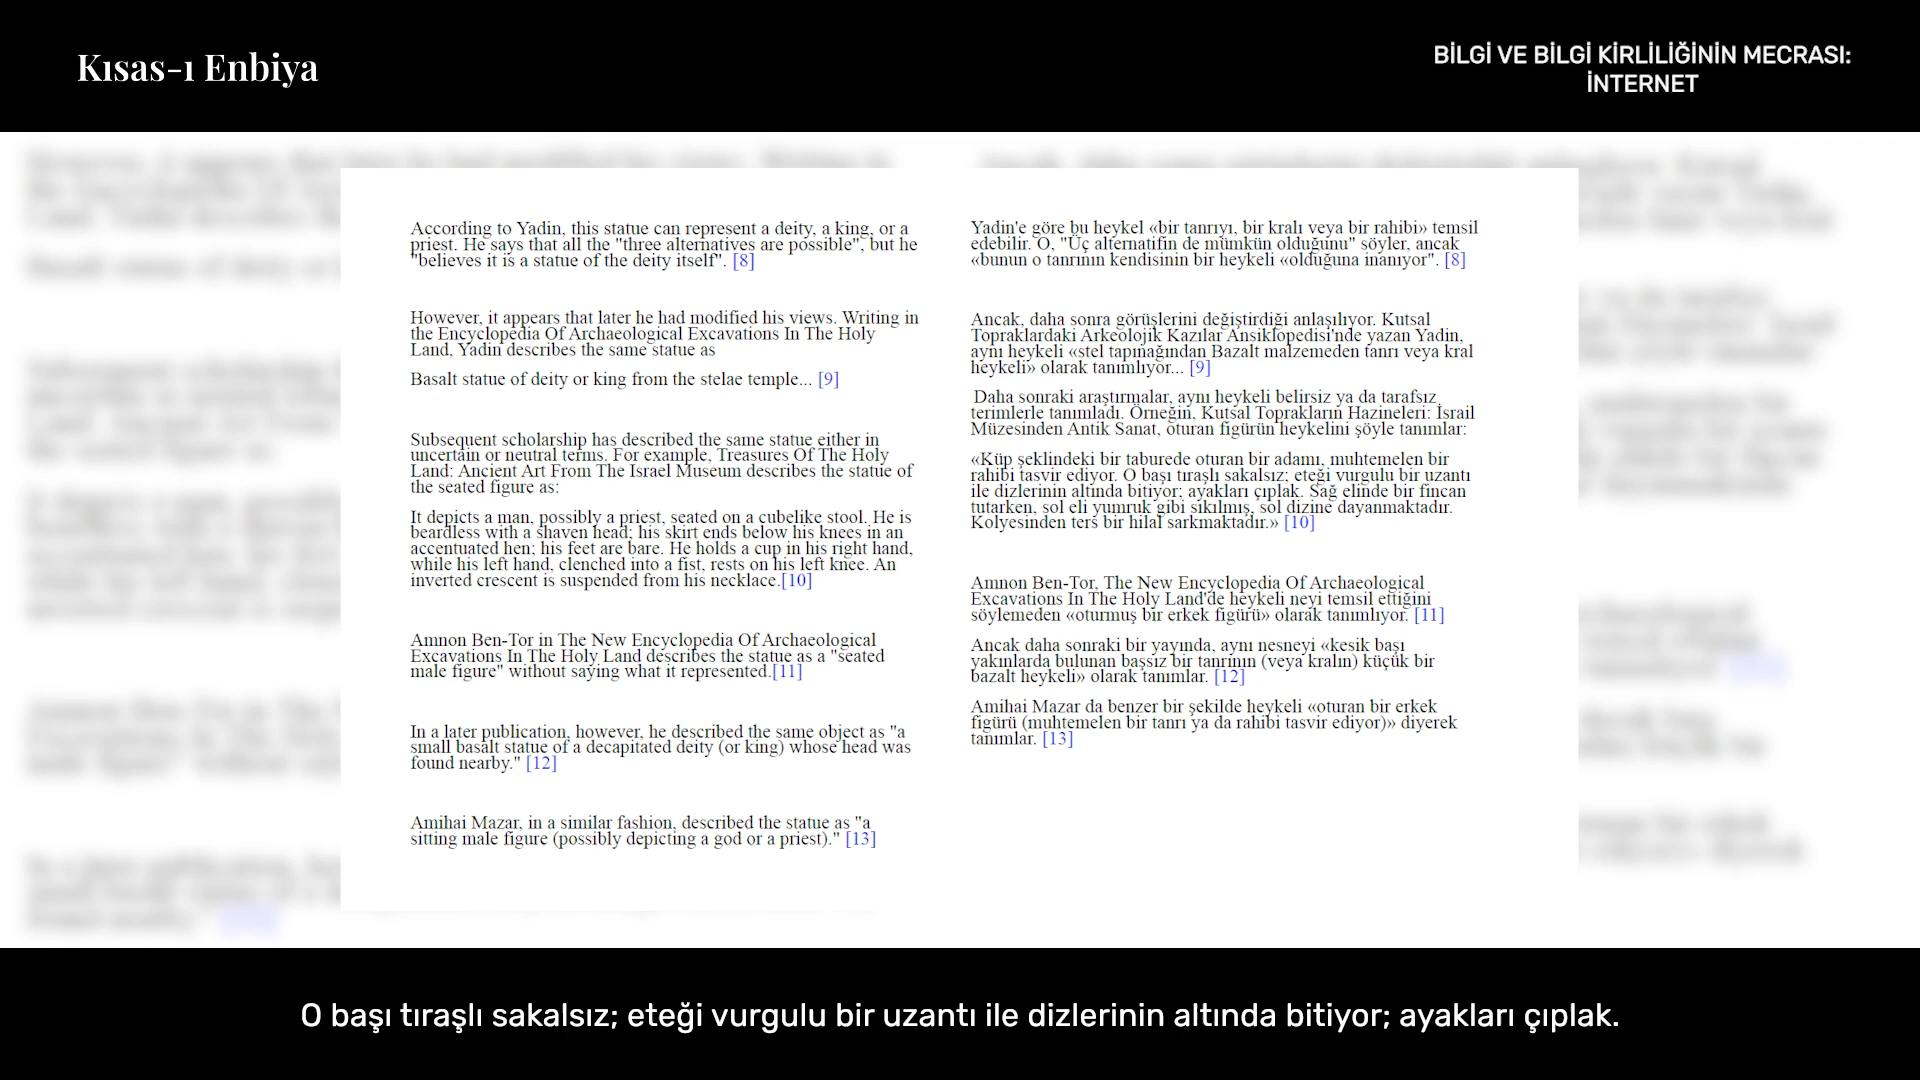 Kısas-ı Enbiya
BİLGİ VE BİLGİ KİRLİLİĞİNİN MECRASI:
İNTERNET
According to Yadin, this statue can represent a deity, a king, or a
priest. He says that all the "three alternatives are possible", but he
"believes it is a statue of the deity itself". [8]
However, it appears that later he had modified his views. Writing in
the Encyclopedia Of Archaeological Excavations In The Holy
Land, Yadin describes the same statue as
Basalt statue of deity or king from the stelae temple... [9]
Subsequent scholarship has described the same statue either in
uncertain or neutral terms. For example, Treasures Of The Holy
Land: Ancient Art From The Israel Museum describes the statue of
the seated figure as:
It depicts a man, possibly a priest, seated on a cubelike stool. He is
beardless with a shaven head; his skirt ends below his knees in an
accentuated hen; his feet are bare. He holds a cup in his right hand,
while his left hand, clenched into a fist, rests on his left knee. An
inverted crescent is suspended from his necklace.[10]
Amnon Ben-Tor in The New Encyclopedia Of Archaeological
Excavations In The Holy Land describes the statue as a "seated
male figure" without saying what it represented.[11]
In a later publication, however, he described the same object as "a
small basalt statue of a decapitated deity (or king) whose head was
found nearby." [12]
Amihai Mazar, in a similar fashion, described the statue as "a
sitting male figure (possibly depicting a god or a priest)." [13]
Yadin'e göre bu heykel «bir tanrıyı, bir kralı veya bir rahibi» temsil
edebilir. O, "Üç alternatifin de mümkün olduğunu" söyler, ancak
«bunun o tanrının kendisinin bir heykeli «olduğuna inanıyor". [8]
Ancak, daha sonra görüşlerini değiştirdiği anlaşılıyor. Kutsal
Topraklardaki Arkeolojik Kazılar Ansiklopedisi'nde yazan Yadin,
aynı heykeli «stel tapınağından Bazalt malzemeden tanrı veya kral
heykeli» olarak tanımlıyor... [9]
Daha sonraki araştırmalar, aynı heykeli belirsiz ya da tarafsız
terimlerle tanımladı. Örneğin, Kutsal Toprakların Hazineleri: İsrail
Müzesinden Antik Sanat, oturan figürün heykelini şöyle tanımlar:
«Küp şeklindeki bir taburede oturan bir adamı, muhtemelen bir
rahibi tasvir ediyor. O başı tıraşlı sakalsız; eteği vurgulu bir uzantı
ile dizlerinin altında bitiyor; ayakları çıplak. Sağ elinde bir fincan
tutarken, sol eli yumruk gibi sıkılmış, sol dizine dayanmaktadır.
Kolyesinden ters bir hilal sarkmaktadır.» [10]
Amnon Ben-Tor, The New Encyclopedia Of Archaeological
Excavations In The Holy Land'de heykeli neyi temsil ettiğini
söylemeden «oturmuş bir erkek figürü» olarak tanımlıyor. [11]
Ancak daha sonraki bir yayında, aynı nesneyi «kesik başı
yakınlarda bulunan başsız bir tanrının (veya kralın) küçük bir
bazalt heykeli» olarak tanımlar. [12]
Amihai Mazar da benzer bir şekilde heykeli «oturan bir erkek
figürü (muhtemelen bir tanrı ya da rahibi tasvir ediyor)» diyerek
tanımlar. [13]
O başı tıraşlı sakalsız; eteği vurgulu bir uzantı ile dizlerinin altında bitiyor; ayakları çıplak.